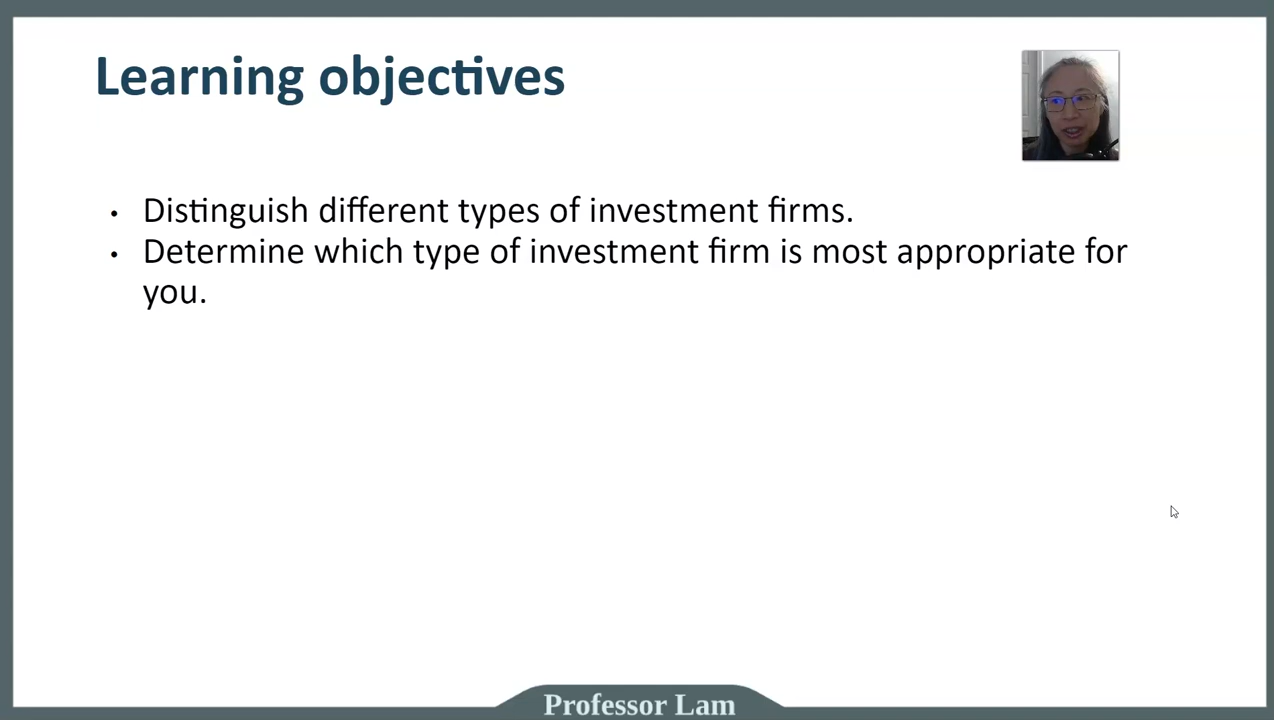 Learning objectives
• Distinguish different types of investment firms.
• Determine which type of investment firm is most appropriate for
you.
Professor Lam